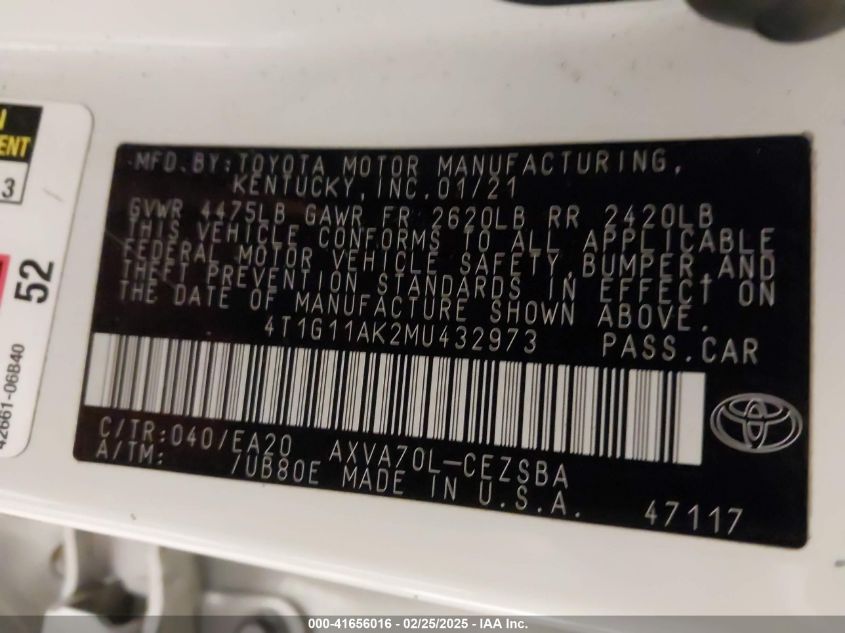 MFD.BY:TOYOTA MOTOR MANUFACTURING,
KENTUCKY,INC.01/21
GVWR 4475LB GAWR FR 2620LB RR 2420LB
THIS VEHICLE CONFORMS TO ALL APPLICABLE
FEDERAL MOTOR VEHICLE SAFETY,BUMPER,AND
THEFT PREVENTION STANDARDS IN EFFECT ON
THE DATE OF MANUFACTURE SHOWN ABOVE.
4T1G11AK2MU432973 PASS.CAR
C/TR:040/EA20 AXVA70L-CEZSBA
A/TM: /UB80E MADE IN U.S.A.
47117
3
52
42661-06B40
000-41656016 - 02/25/2025 - IAA Inc.